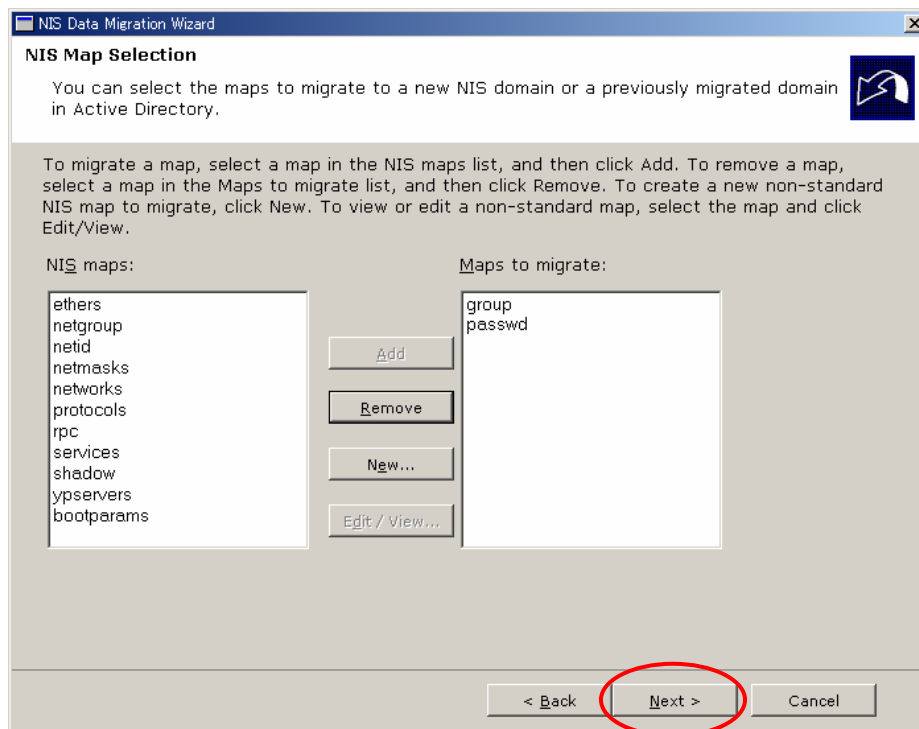 NIS Data Migration Wizard
NIS Map Selection
You can select the maps to migrate to a new NIS domain or a previously migrated domain
in Active Directory.
To migrate a map, select a map in the NIS maps list, and then click Add. To remove a map,
select a map in the Maps to migrate list, and then click Remove. To create a new non-standard
NIS map to migrate, click New. To view or edit a non-standard map, select the map and click
Edit/View.
NIS maps:
ethers
netgroup
netid
netmasks
networks
protocols
rpc
services
shadow
ypservers
bootparams
Add
Remove
New...
Edit / View...
Maps to migrate:
group
passwd
< Back
Next >
Cancel